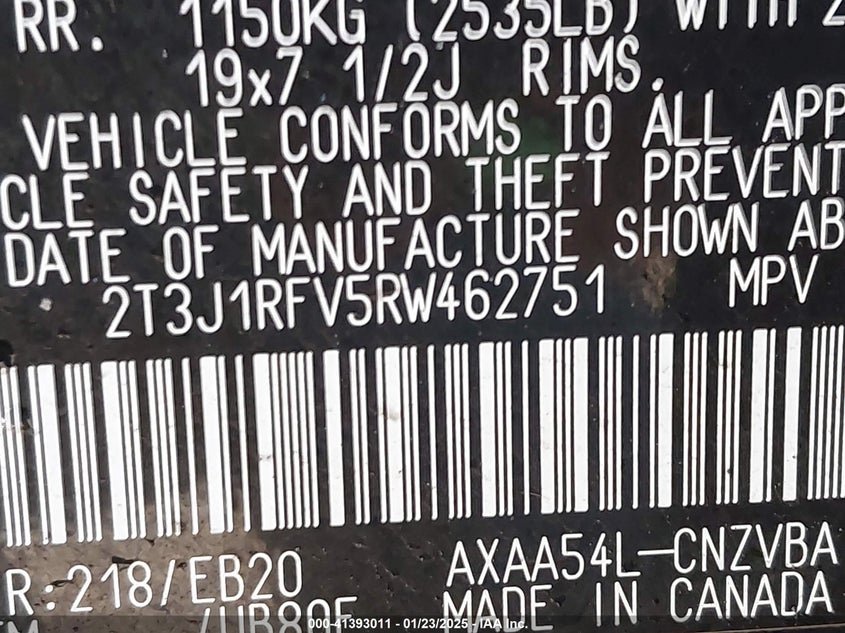 RR. 1150KG (2535LB) WITH 2
19x7 1/2J RIMS.
VEHICLE CONFORMS TO ALL APP
CLE SAFETY AND THEFT PREVENT
DATE OF MANUFACTURE SHOWN AB
2T3J1RFV5RW462751 MPV
R:218/EB20 AXAA54L-CNZVBA
MADE IN CANADA
000-41393011 - 01/23/2025 - IAA Inc.